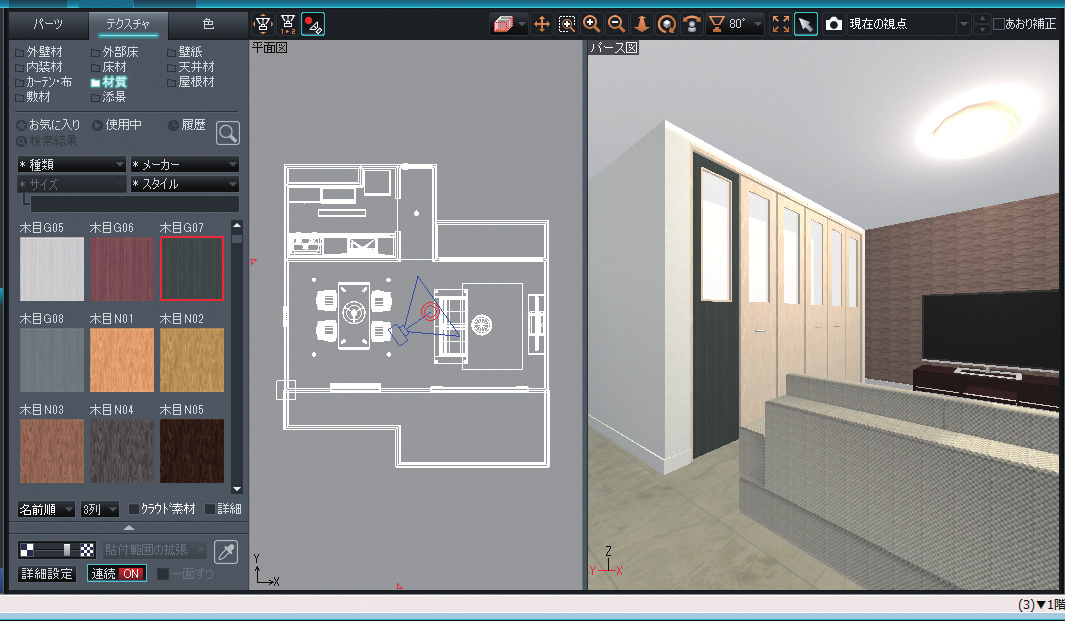 パーツ テクスチャ 色
80° 現在の視点 あおり補正
外壁材 外部床 壁紙
内装材 床材 天井材
カーテン・布 材質 屋根材
敷材 添景
お気に入り 使用中 履歴
検索結果
* 種類 * メーカー
* サイズ * スタイル
木目G05 木目G06 木目G07
木目G08 木目N01 木目N02
木目N03 木目N04 木目N05
名前順 3列 クラウド素材 詳細
貼付範囲の拡張
詳細設定 連続 ON 一面ずつ
平面図
Y
X
パース図
Z
Y X
(3)▼1階